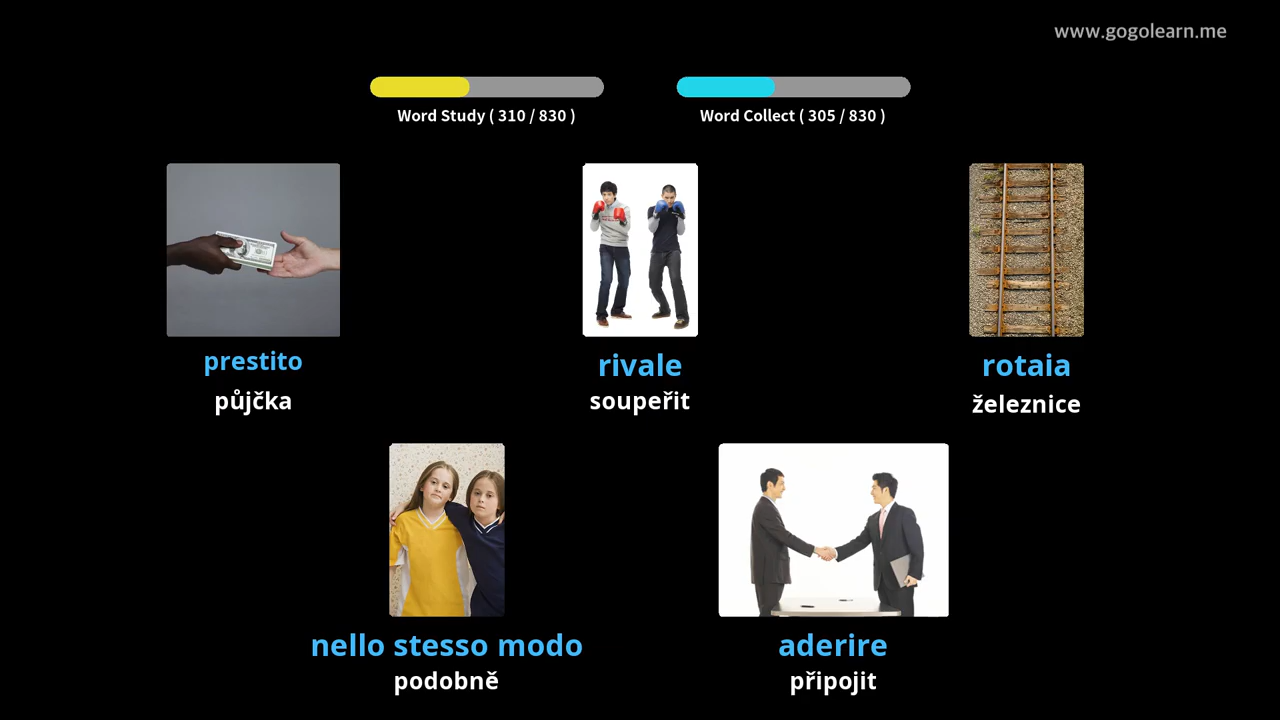 www.gogolearn.me
Word Study ( 310 / 830 )
Word Collect ( 305 / 830 )
prestito
půjčka
rivale
soupeřit
rotaia
železnice
nello stesso modo
podobně
aderire
připojit